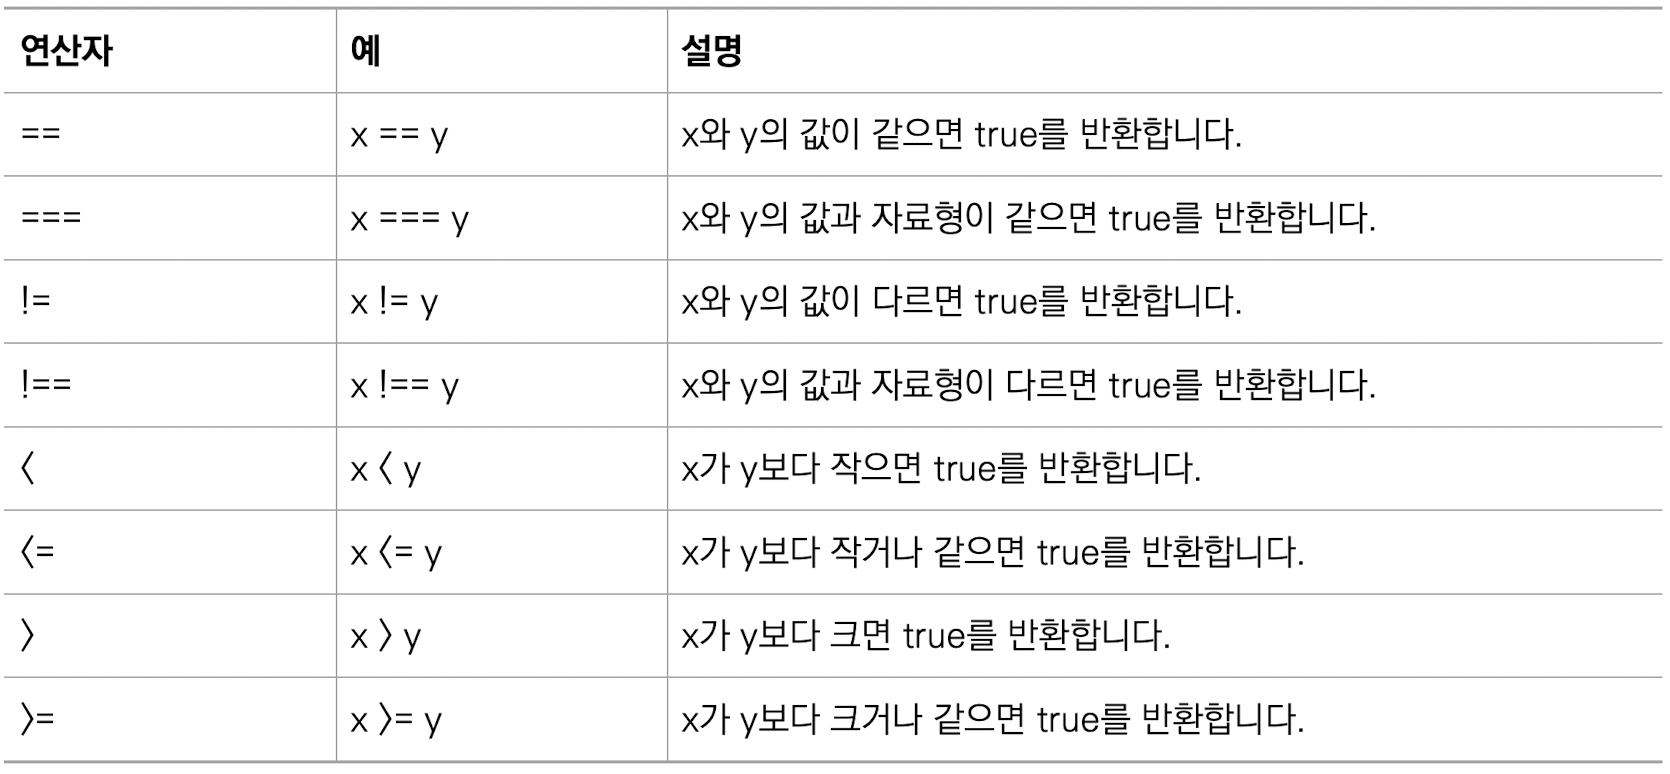 연산자 예 설명
== x == y x와 y의 값이 같으면 true를 반환합니다.
=== x === y x와 y의 값과 자료형이 같으면 true를 반환합니다.
!= x != y x와 y의 값이 다르면 true를 반환합니다.
!== x !== y x와 y의 값과 자료형이 다르면 true를 반환합니다.
〈 x 〈 y x가 y보다 작으면 true를 반환합니다.
〈= x 〈= y x가 y보다 작거나 같으면 true를 반환합니다.
〉 x 〉 y x가 y보다 크면 true를 반환합니다.
〉= x 〉= y x가 y보다 크거나 같으면 true를 반환합니다.